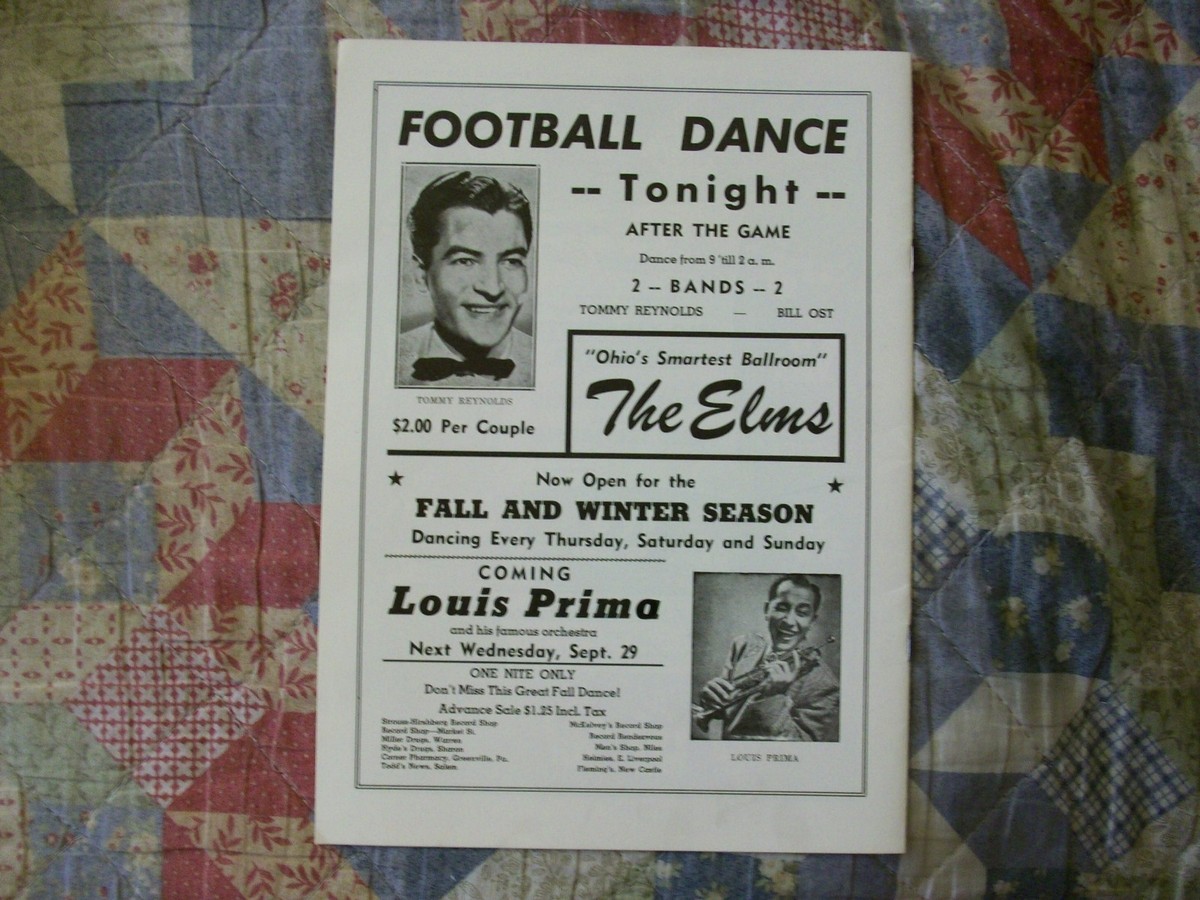 FOOTBALL DANCE
-- Tonight --
AFTER THE GAME
Dance from 9 'till 2 a. m.
2 -- BANDS -- 2
TOMMY REYNOLDS — BILL OST
TOMMY REYNOLDS
$2.00 Per Couple
"Ohio's Smartest Ballroom"
The Elms
Now Open for the
FALL AND WINTER SEASON
Dancing Every Thursday, Saturday and Sunday
COMING
Louis Prima
and his famous orchestra
Next Wednesday, Sept. 29
ONE NITE ONLY
Don't Miss This Great Fall Dance!
Advance Sale $1.25 Incl. Tax
Strouss-Hirshberg Record Shop
Record Shop—Market St.
Miller Drugs, Warren
Hyde's Drugs, Sharon
Corner Pharmacy, Greenville, Pa.
Todd's News, Salem
McKelvey's Record Shop
Record Rendezvous
Men's Shop, Niles
Heimies, E. Liverpool
Fleming's, New Castle
LOUIS PRIMA